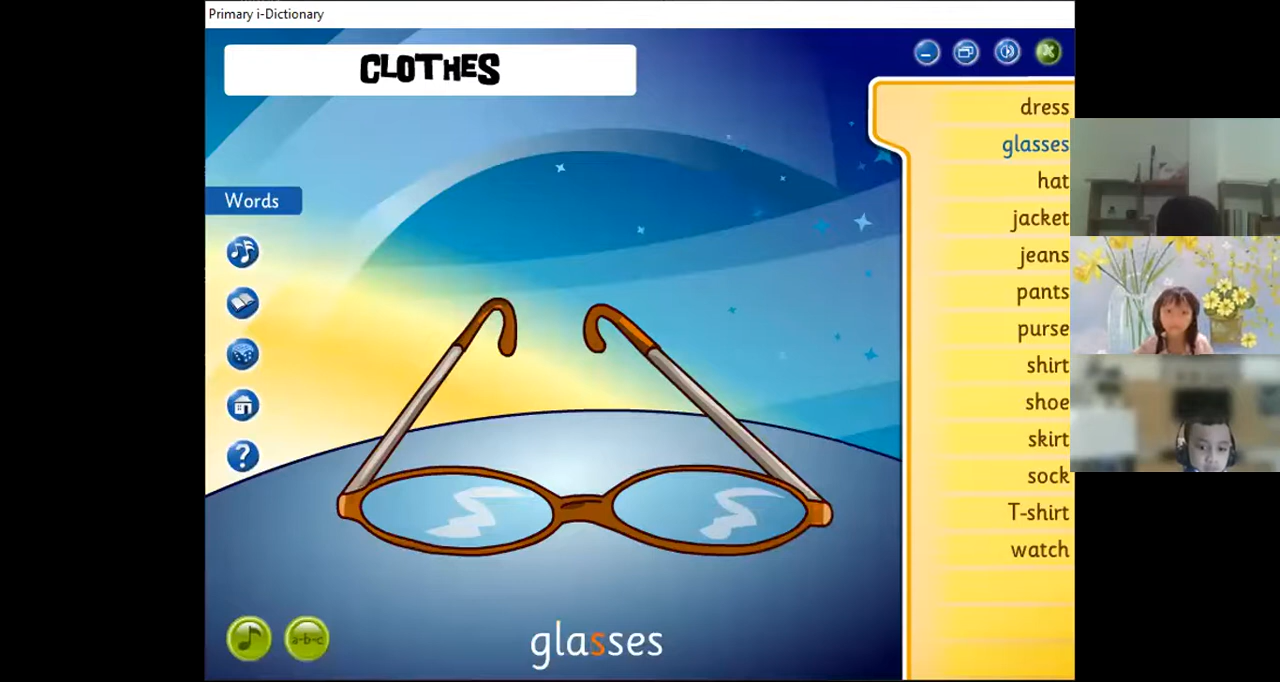 Primary i-Dictionary
CLOTHES
Words
dress
glasses
hat
jacket
jeans
pants
purse
shirt
shoe
skirt
sock
T-shirt
watch
?
a-b-c
glasses